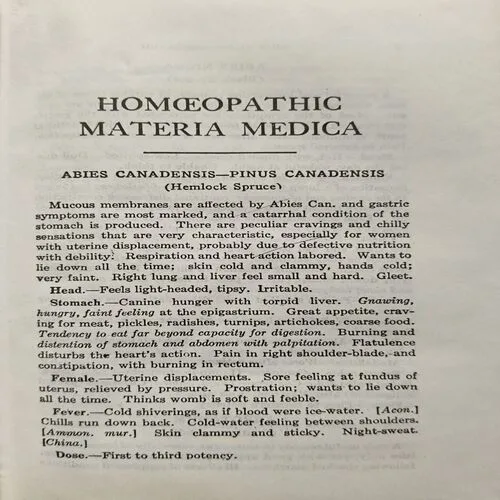 HOMŒOPATHIC
MATERIA MEDICA
ABIES CANADENSIS—PINUS CANADENSIS
(Hemlock Spruce)
Mucous membranes are affected by Abies Can. and gastric
symptoms are most marked, and a catarrhal condition of the
stomach is produced. There are peculiar cravings and chilly
sensations that are very characteristic, especially for women
with uterine displacement, probably due to defective nutrition
with debility. Respiration and heart action labored. Wants to
lie down all the time; skin cold and clammy, hands cold;
very faint. Right lung and liver feel small and hard. Gleet.
Head.—Feels light-headed, tipsy. Irritable.
Stomach.—Canine hunger with torpid liver. Gnawing,
hungry, faint feeling at the epigastrium. Great appetite, crav-
ing for meat, pickles, radishes, turnips, artichokes, coarse food.
Tendency to eat far beyond capacity for digestion. Burning and
distention of stomach and abdomen with palpitation. Flatulence
disturbs the heart's action. Pain in right shoulder-blade, and
constipation, with burning in rectum.
Female.—Uterine displacements. Sore feeling at fundus of
uterus, relieved by pressure. Prostration; wants to lie down
all the time. Thinks womb is soft and feeble.
Fever.—Cold shiverings, as if blood were ice-water. [Acon.]
Chills run down back. Cold-water feeling between shoulders.
[Ammon. mur.] Skin clammy and sticky. Night-sweat.
[China.]
Dose.—First to third potency.